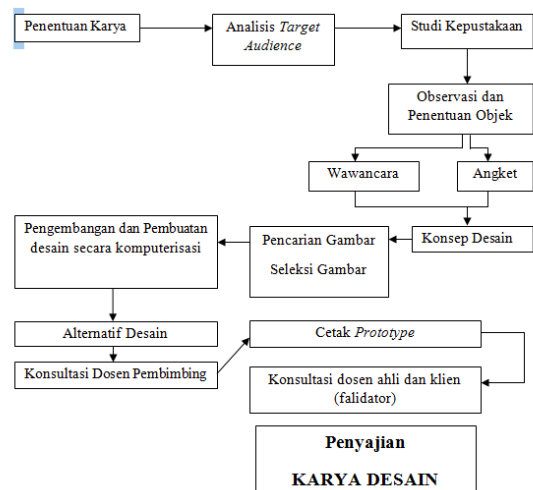 Penentuan Karya
Analisis Target
Audience
Studi Kepustakaan
Observasi dan
Penentuan Objek
Wawancara
Angket
Konsep Desain
Pencarian Gambar
Seleksi Gambar
Pengembangan dan Pembuatan
desain secara komputerisasi
Alternatif Desain
Konsultasi Dosen Pembimbing
Cetak Prototype
Konsultasi dosen ahli dan klien
(falidator)
Penyajian
KARYA DESAIN